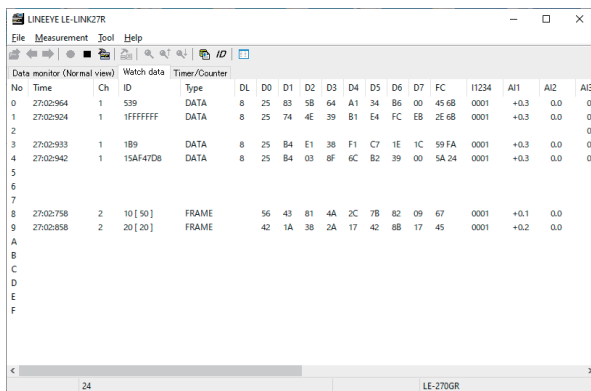 LINEEYE LE-LINK27R
File Measurement Tool Help
ID
Data monitor (Normal view) Watch data Timer/Counter
No Time Ch ID Type DL D0 D1 D2 D3 D4 D5 D6 D7 FC I1234 AI1 AI2 AI3
0 27:02:964 1 539 DATA 8 25 83 5B 64 A1 34 B6 00 45 6B 0001 +0.3 0.0 0
1 27:02:924 1 1FFFFFFF DATA 8 25 74 4E 39 B1 E4 FC EB 2E 6B 0001 +0.3 0.0 0
2 0
3 27:02:933 1 1B9 DATA 8 25 B4 E1 38 F1 C7 1E 1C 59 FA 0001 +0.3 0.0 0
4 27:02:942 1 15AF47D8 DATA 8 25 B4 03 8F 6C B2 39 00 5A 24 0001 +0.3 0.0 0
5
6
7
8 27:02:758 2 10 [ 50 ] FRAME 56 43 81 4A 2C 7B 82 09 67 0001 +0.1 0.0
9 27:02:858 2 20 [ 20 ] FRAME 42 1A 38 2A 17 42 8B 17 45 0001 +0.2 0.0
A
B
C
D
E
F
24 LE-270GR